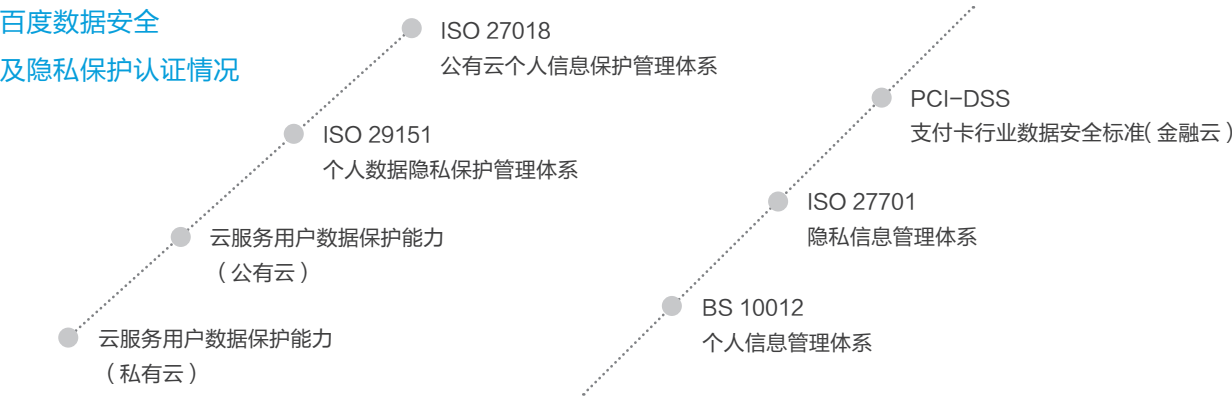 百度数据安全
及隐私保护认证情况
ISO 27018
公有云个人信息保护管理体系
ISO 29151
个人数据隐私保护管理体系
云服务用户数据保护能力
（公有云）
云服务用户数据保护能力
（私有云）
PCI-DSS
支付卡行业数据安全标准（金融云）
ISO 27701
隐私信息管理体系
BS 10012
个人信息管理体系